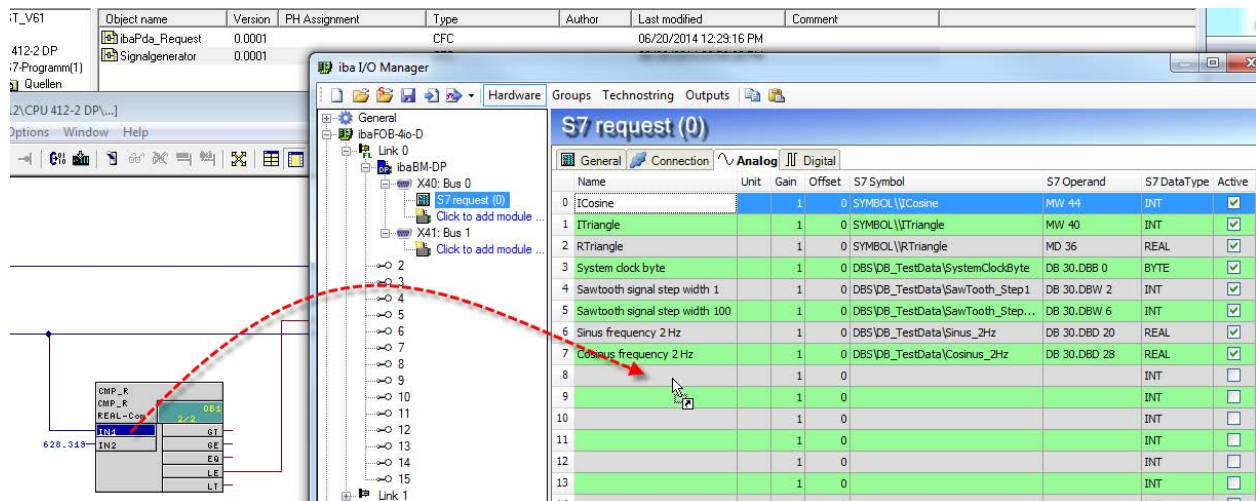 ST_V61
412-2 DP
S7-Programm(1)
Quellen
Object name Version PH Assignment Type Author Last modified Comment
ibaPda_Request 0.0001 CFC 06/20/2014 12:29:16 PM
Signalgenerator 0.0001
2\CPU 412-2 DP\...]
Options Window Help
CMP_R
CMP_R
REAL-Com
OB1
2/2
IN1 GT
628.319 IN2 GE
EQ
LE
LT
iba I/O Manager
Hardware Groups Technostring Outputs
General
ibaFOB-4io-D
Link 0
ibaBM-DP
X40: Bus 0
S7 request (0)
Click to add module ...
X41: Bus 1
Click to add module ...
2
3
4
5
6
7
8
9
10
11
12
13
14
15
Link 1
S7 request (0)
General Connection Analog Digital
Name Unit Gain Offset S7 Symbol S7 Operand S7 DataType Active
0 ICosine 1 0 SYMBOL\\ICosine MW 44 INT
1 ITriangle 1 0 SYMBOL\\ITriangle MW 40 INT
2 RTriangle 1 0 SYMBOL\\RTriangle MD 36 REAL
3 System clock byte 1 0 DBS\DB_TestData\SystemClockByte DB 30.DBB 0 BYTE
4 Sawtooth signal step width 1 1 0 DBS\DB_TestData\SawTooth_Step1 DB 30.DBW 2 INT
5 Sawtooth signal step width 100 1 0 DBS\DB_TestData\SawTooth_Step... DB 30.DBW 6 INT
6 Sinus frequency 2 Hz 1 0 DBS\DB_TestData\Sinus_2Hz DB 30.DBD 20 REAL
7 Cosinus frequency 2 Hz 1 0 DBS\DB_TestData\Cosinus_2Hz DB 30.DBD 28 REAL
8 1 0 INT
9 1 0 INT
10 1 0 INT
11 1 0 INT
12 1 0 INT
13 1 0 INT